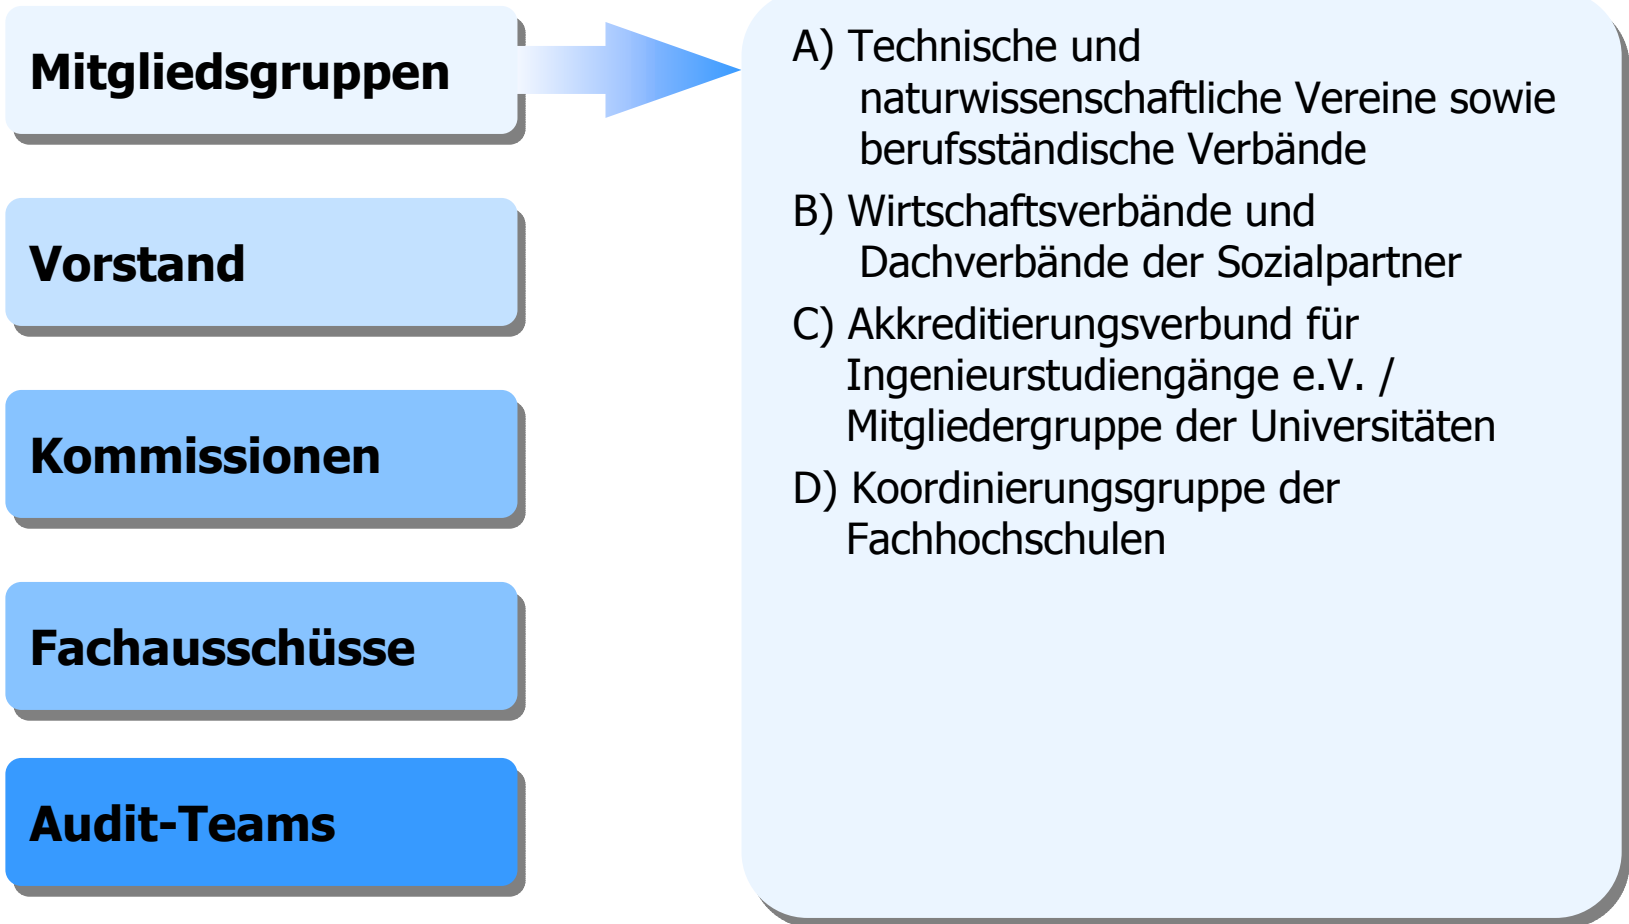 Mitgliedsgruppen
Vorstand
Kommissionen
Fachausschüsse
Audit-Teams
A) Technische und
naturwissenschaftliche Vereine sowie
berufsständische Verbände
B) Wirtschaftsverbände und
Dachverbände der Sozialpartner
C) Akkreditierungsverbund für
Ingenieurstudiengänge e.V. /
Mitgliedergruppe der Universitäten
D) Koordinierungsgruppe der
Fachhochschulen